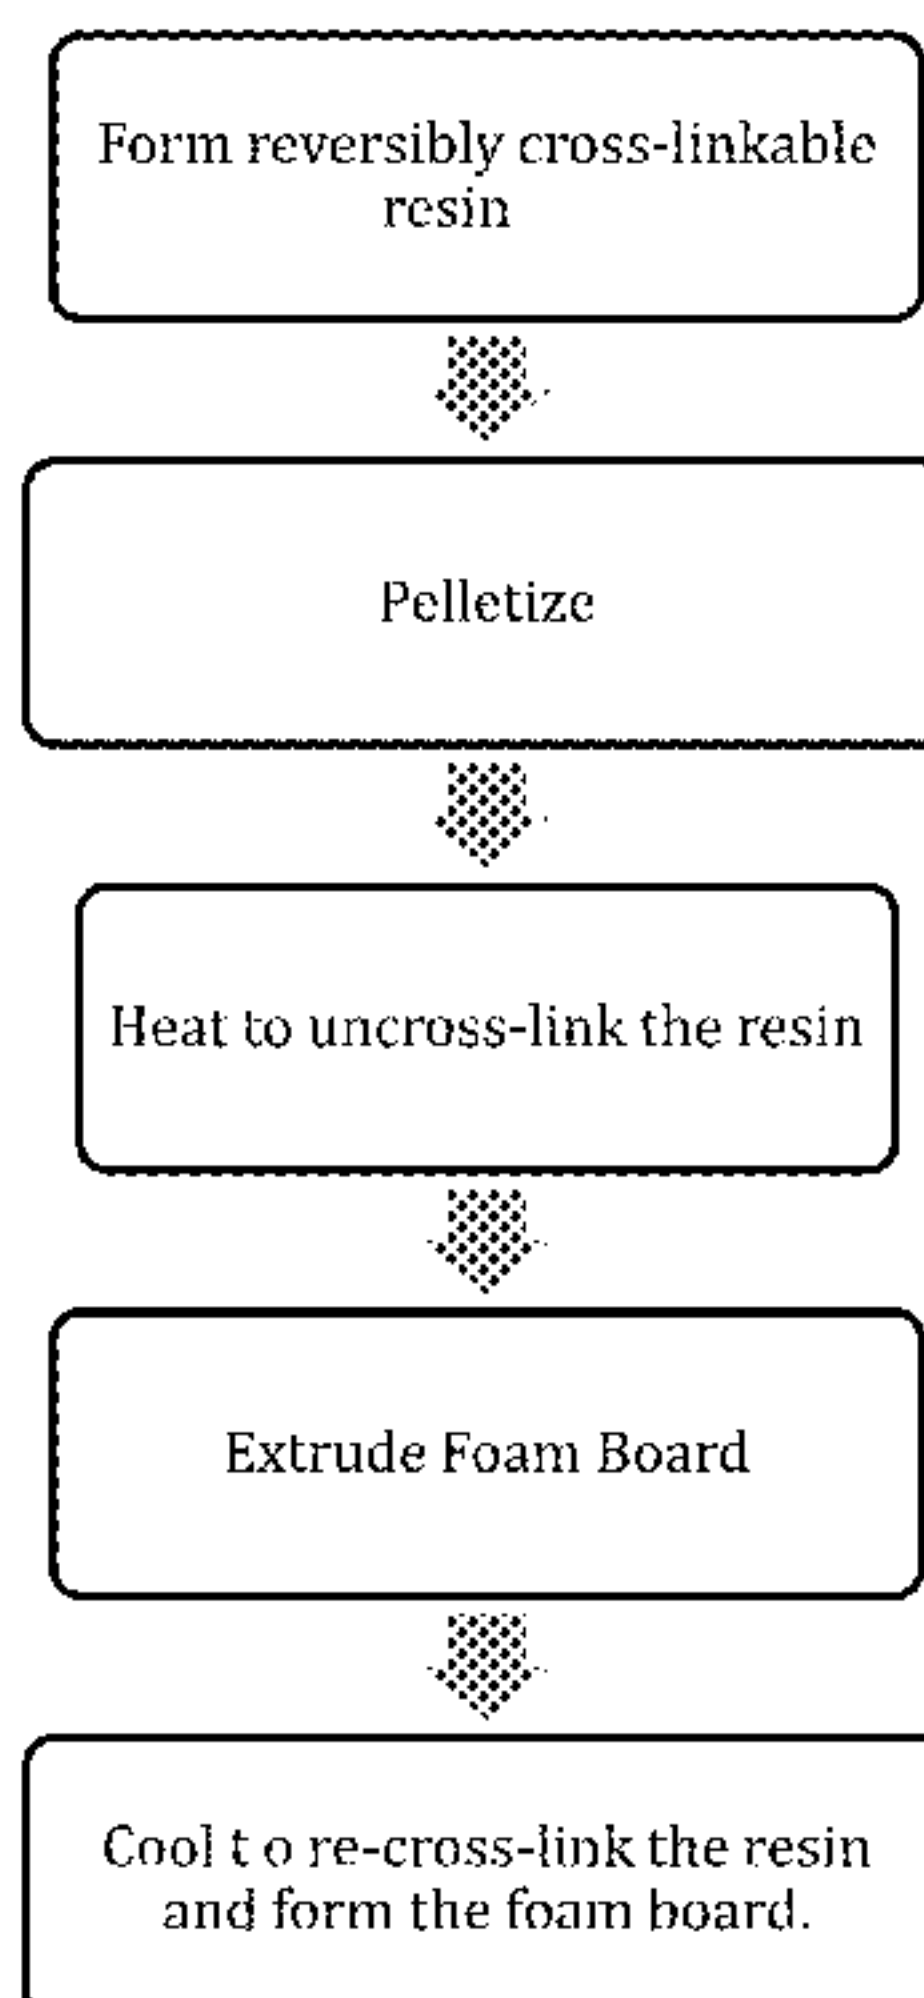 Form reversibly cross-linkable
resin
Pelletize
Heat to uncross-link the resin
Extrude Foam Board
Cool t o re-cross-link the resin
and form the foam board.